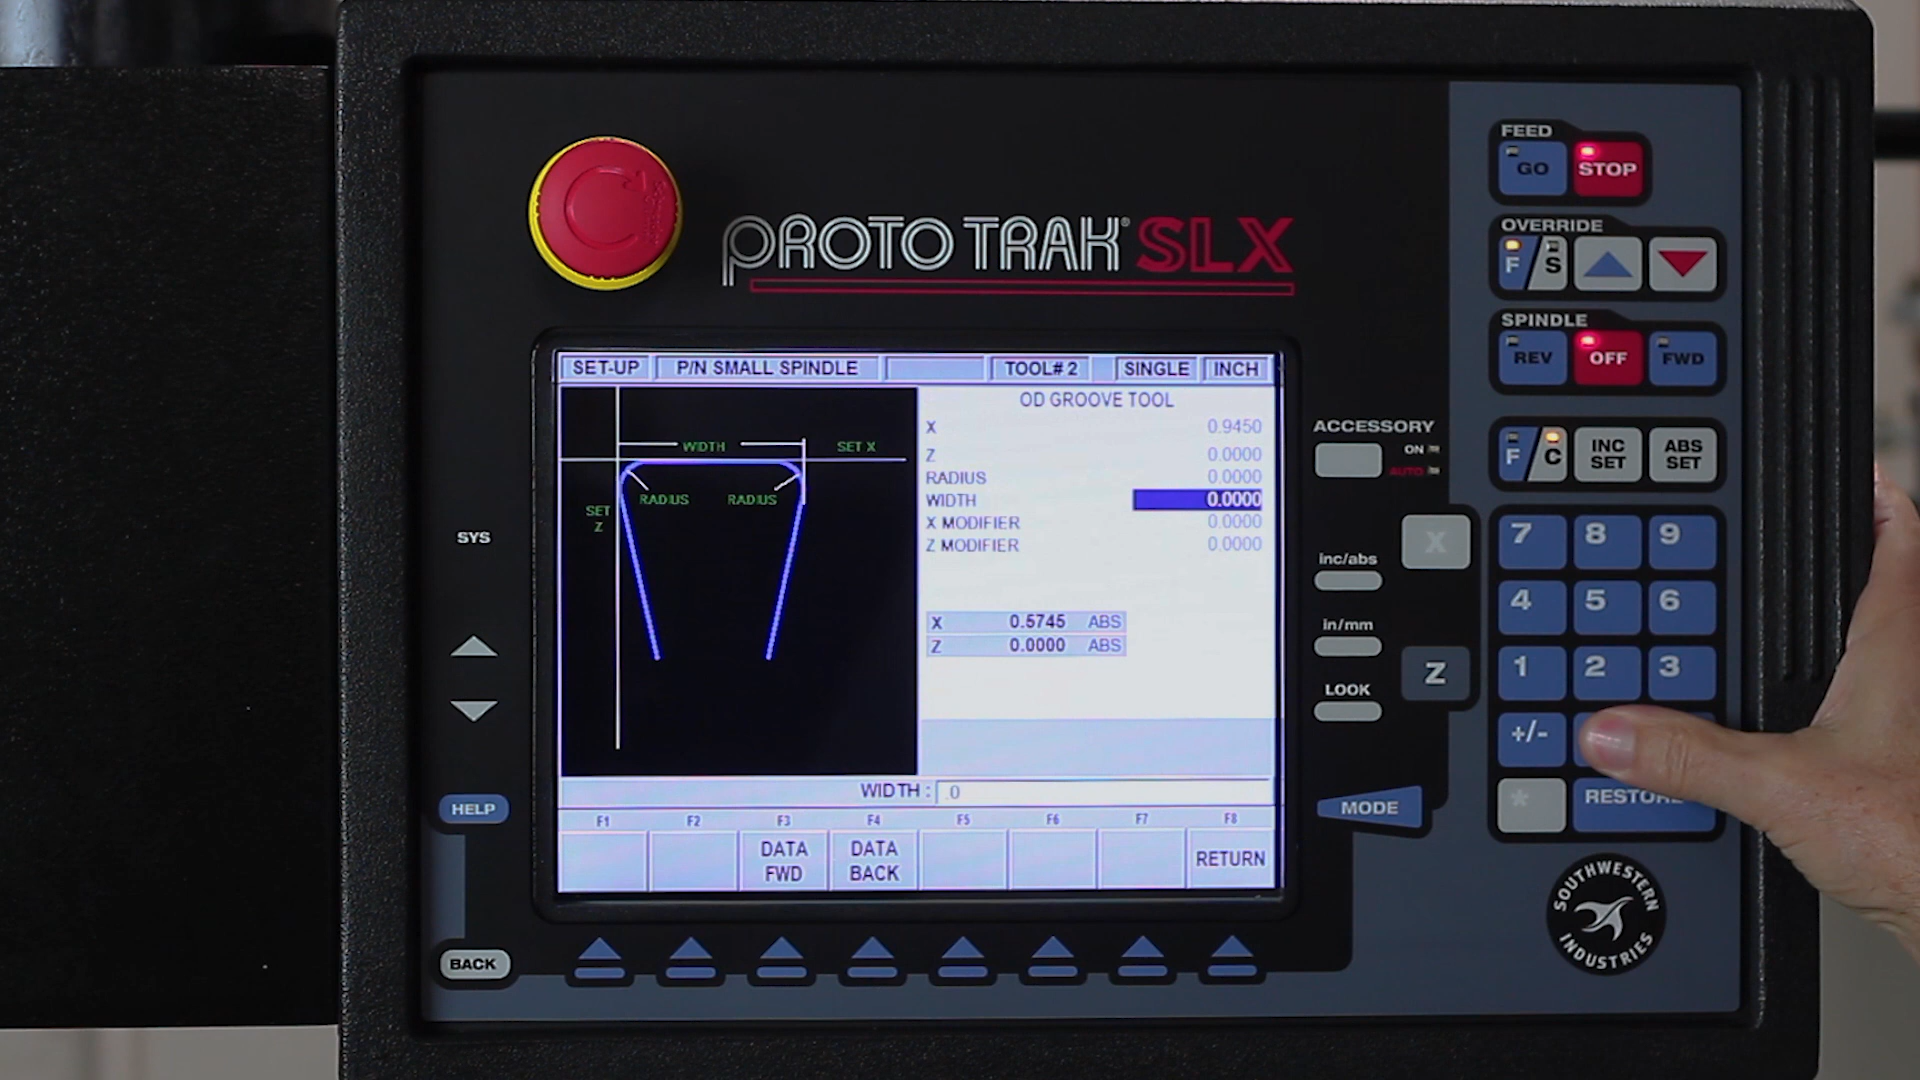 PROTO TRAK® SLX
SET-UP
P/N SMALL SPINDLE
TOOL# 2
SINGLE
INCH
OD GROOVE TOOL
X 0.9450
Z 0.0000
RADIUS 0.0000
WIDTH 0.0000
X MODIFIER 0.0000
Z MODIFIER 0.0000
WIDTH
SET X
RADIUS
RADIUS
SET
Z
X 0.5745 ABS
Z 0.0000 ABS
WIDTH : .0
F1 F2 F3 F4 F5 F6 F7 F8
DATA
FWD
DATA
BACK
RETURN
SYS
HELP
BACK
FEED
GO
STOP
OVERRIDE
F
S
SPINDLE
REV
OFF
FWD
F
C
INC
SET
ABS
SET
ACCESSORY
ON
AUTO
inc/abs
in/mm
LOOK
MODE
X
Z
7 8 9
4 5 6
1 2 3
+/-
*
RESTORE
SOUTHWESTERN
INDUSTRIES